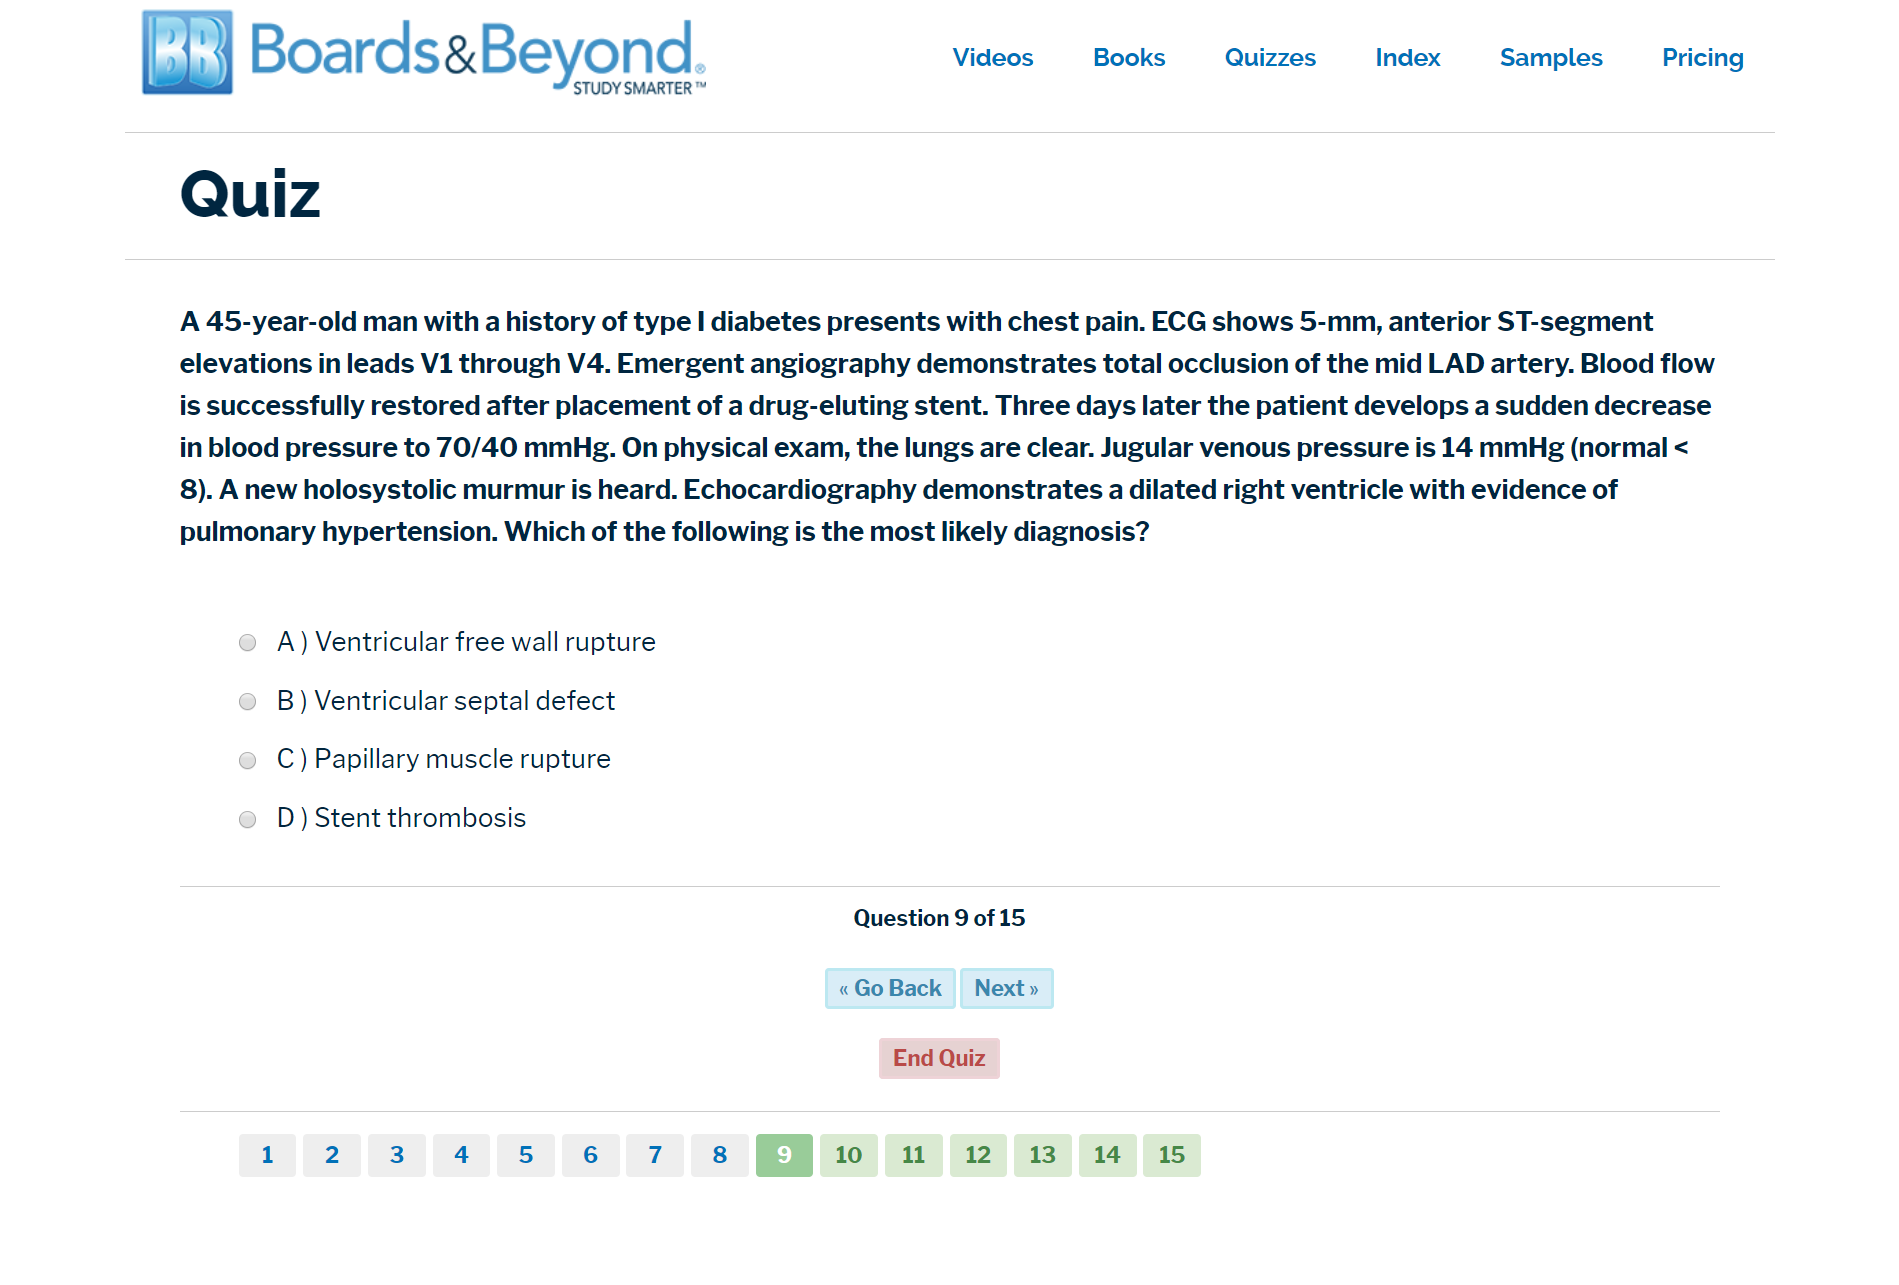 BB Boards&Beyond®
STUDY SMARTER™
Videos Books Quizzes Index Samples Pricing
Quiz
A 45-year-old man with a history of type I diabetes presents with chest pain. ECG shows 5-mm, anterior ST-segment
elevations in leads V1 through V4. Emergent angiography demonstrates total occlusion of the mid LAD artery. Blood flow
is successfully restored after placement of a drug-eluting stent. Three days later the patient develops a sudden decrease
in blood pressure to 70/40 mmHg. On physical exam, the lungs are clear. Jugular venous pressure is 14 mmHg (normal <
8). A new holosystolic murmur is heard. Echocardiography demonstrates a dilated right ventricle with evidence of
pulmonary hypertension. Which of the following is the most likely diagnosis?
A ) Ventricular free wall rupture
B ) Ventricular septal defect
C ) Papillary muscle rupture
D ) Stent thrombosis
Question 9 of 15
« Go Back Next »
End Quiz
1 2 3 4 5 6 7 8 9 10 11 12 13 14 15